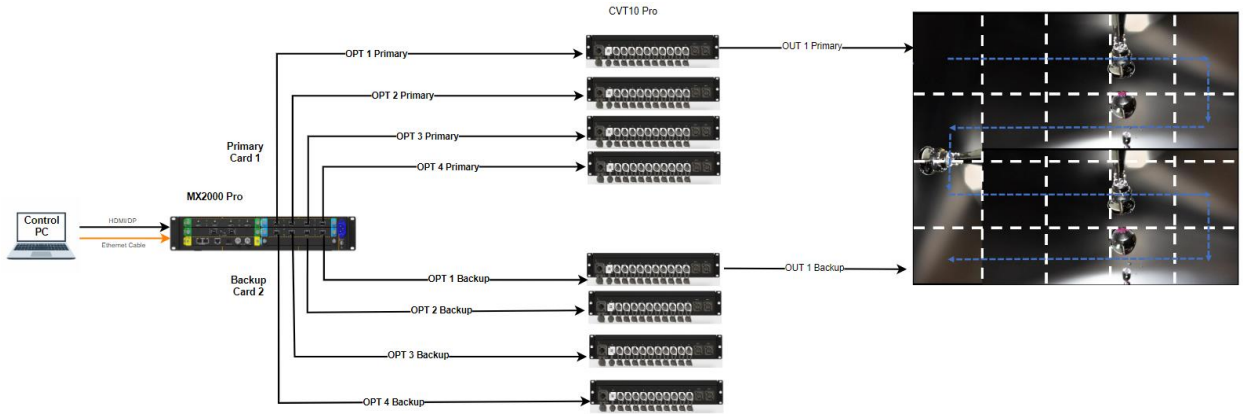 CVT10 Pro
OPT 1 Primary
OUT 1 Primary
OPT 2 Primary
OPT 3 Primary
Primary
Card 1
OPT 4 Primary
MX2000 Pro
Control
PC
HDMI/DP
Ethernet Cable
Backup
Card 2
OPT 1 Backup
OUT 1 Backup
OPT 2 Backup
OPT 3 Backup
OPT 4 Backup